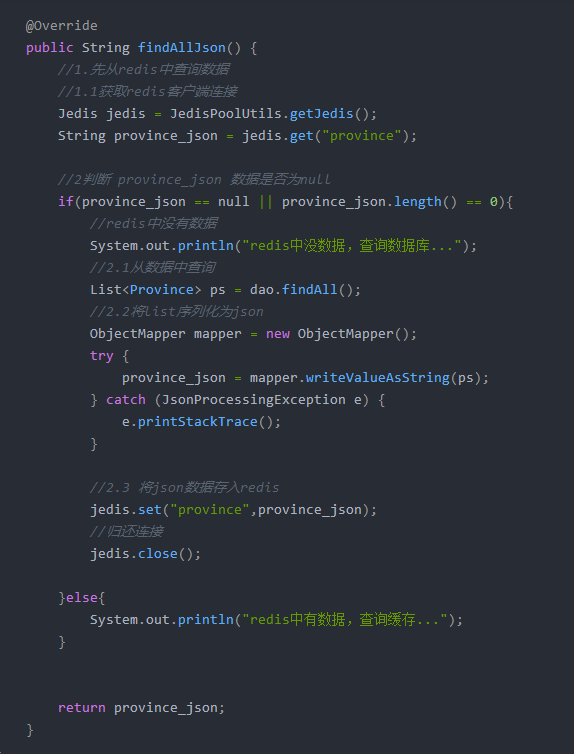 @Override
public String findAllJson() {
//1.先从redis中查询数据
//1.1获取redis客户端连接
Jedis jedis = JedisPoolUtils.getJedis();
String province_json = jedis.get("province");
//2判断 province_json 数据是否为null
if(province_json == null || province_json.length() == 0){
//redis中没有数据
System.out.println("redis中没数据，查询数据库...");
//2.1从数据中查询
List<Province> ps = dao.findAll();
//2.2将list序列化为json
ObjectMapper mapper = new ObjectMapper();
try {
province_json = mapper.writeValueAsString(ps);
} catch (JsonProcessingException e) {
e.printStackTrace();
}
//2.3 将json数据存入redis
jedis.set("province",province_json);
//归还连接
jedis.close();
}else{
System.out.println("redis中有数据，查询缓存...");
}
return province_json;
}